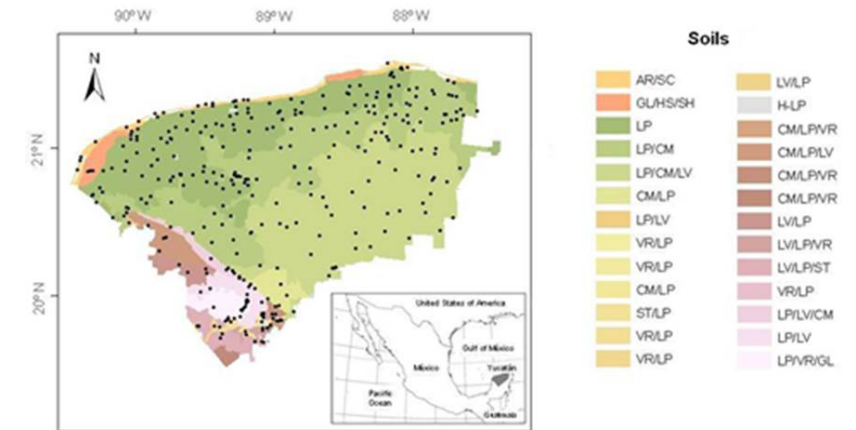 90°W 89°W 88°W
N
21°N
20°N
United States of America
Gulf of México
México
Yucatán
Pacific
Ocean
Guatemala
Soils
AR/SC
GL/HS/SH
LP
LP/CM
LP/CM/LV
CM/LP
LP/LV
VR/LP
VR/LP
CM/LP
ST/LP
VR/LP
VR/LP
LV/LP
H-LP
CM/LP/VR
CM/LP/LV
CM/LP/VR
CM/LP/VR
LV/LP
LV/LP/VR
LV/LP/ST
VR/LP
LP/LV/CM
LP/LV
LP/VR/GL